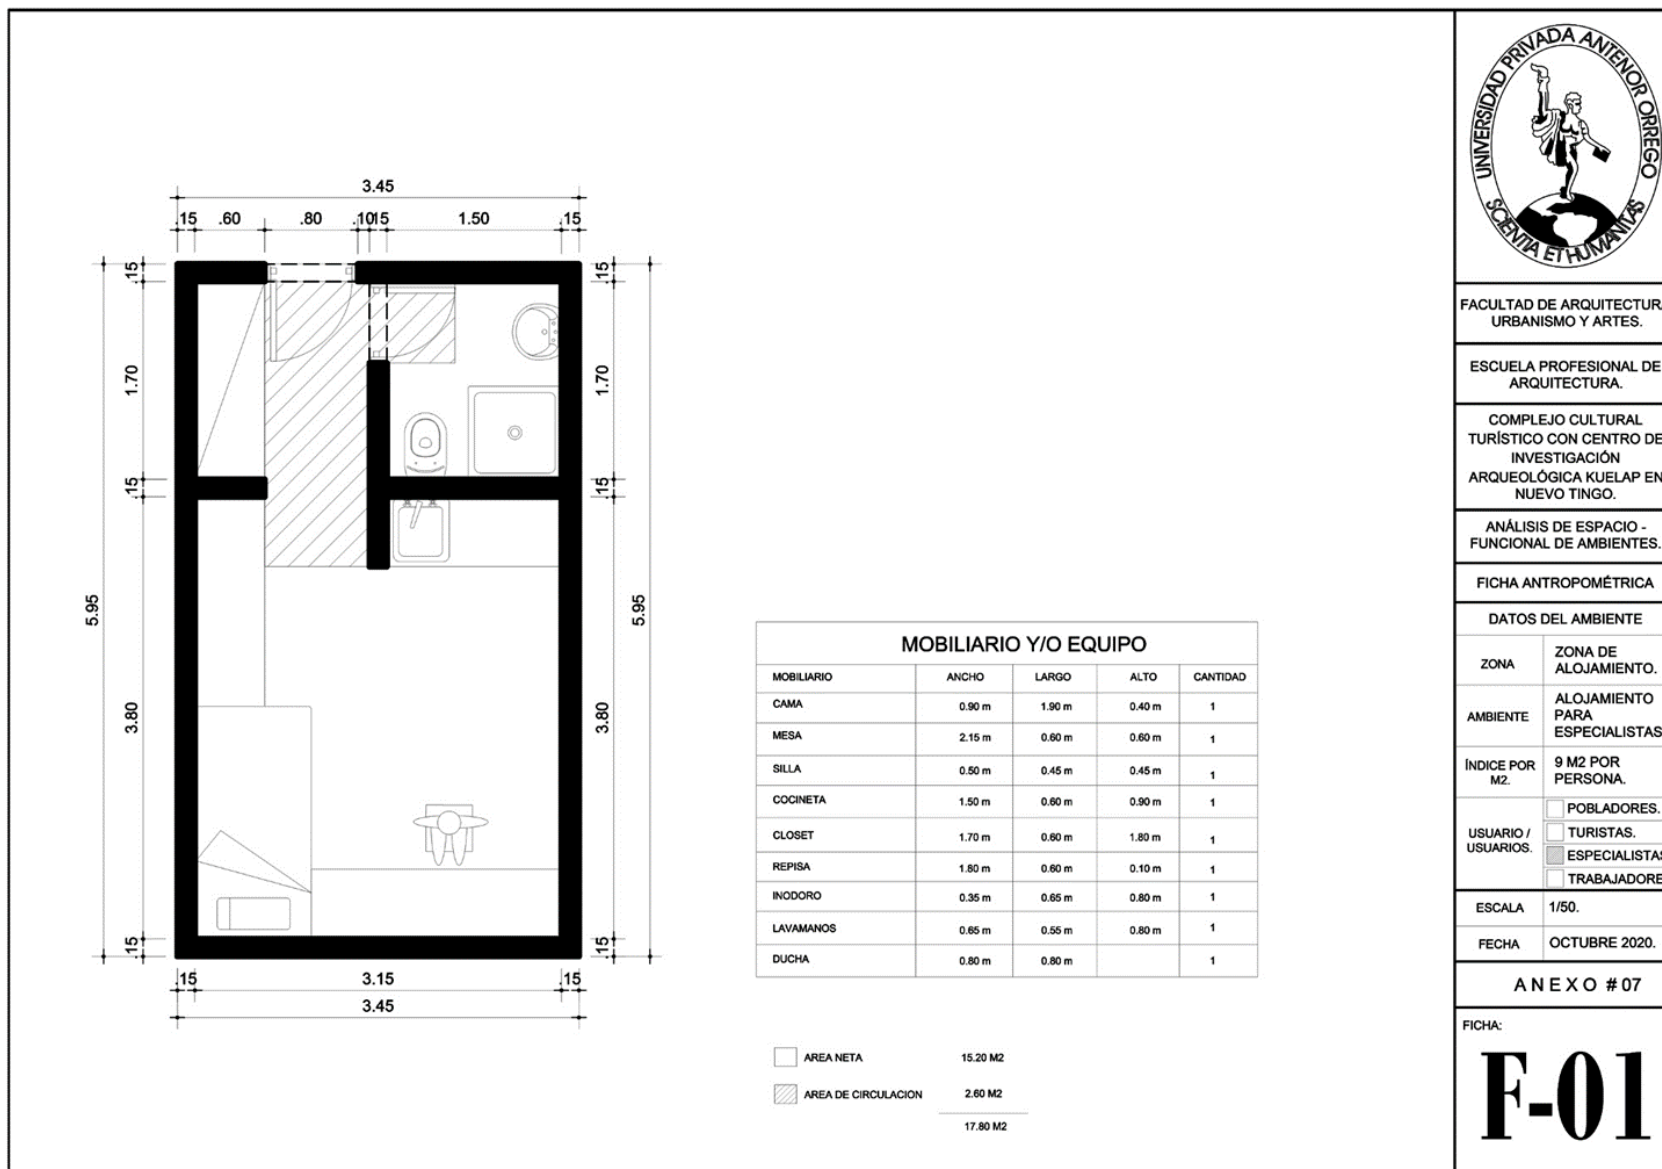 3.45
.15 .60 .80 .10 .15 1.50 .15
.15
1.70
.15
3.80
.15
5.95
.15
1.70
.15
3.80
.15
5.95
.15 3.15 .15
3.45
MOBILIARIO Y/O EQUIPO
MOBILIARIO ANCHO LARGO ALTO CANTIDAD
CAMA 0.90 m 1.90 m 0.40 m 1
MESA 2.15 m 0.60 m 0.60 m 1
SILLA 0.50 m 0.45 m 0.45 m 1
COCINETA 1.50 m 0.60 m 0.90 m 1
CLOSET 1.70 m 0.60 m 1.80 m 1
REPISA 1.80 m 0.60 m 0.10 m 1
INODORO 0.35 m 0.65 m 0.80 m 1
LAVAMANOS 0.65 m 0.55 m 0.80 m 1
DUCHA 0.80 m 0.80 m 1
AREA NETA 15.20 M2
AREA DE CIRCULACION 2.60 M2
17.80 M2
UNIVERSIDAD PRIVADA ANTENOR ORREGO
SCIENTIA ET HUMANITAS
FACULTAD DE ARQUITECTURA
URBANISMO Y ARTES.
ESCUELA PROFESIONAL DE
ARQUITECTURA.
COMPLEJO CULTURAL
TURÍSTICO CON CENTRO DE
INVESTIGACIÓN
ARQUEOLÓGICA KUELAP EN
NUEVO TINGO.
ANÁLISIS DE ESPACIO -
FUNCIONAL DE AMBIENTES.
FICHA ANTROPOMÉTRICA
DATOS DEL AMBIENTE
ZONA
ZONA DE
ALOJAMIENTO.
AMBIENTE
ALOJAMIENTO
PARA
ESPECIALISTAS
ÍNDICE POR
M2.
9 M2 POR
PERSONA.
USUARIO /
USUARIOS.
POBLADORES.
TURISTAS.
ESPECIALISTAS
TRABAJADORE
ESCALA 1/50.
FECHA OCTUBRE 2020.
ANEXO #07
FICHA:
F-01